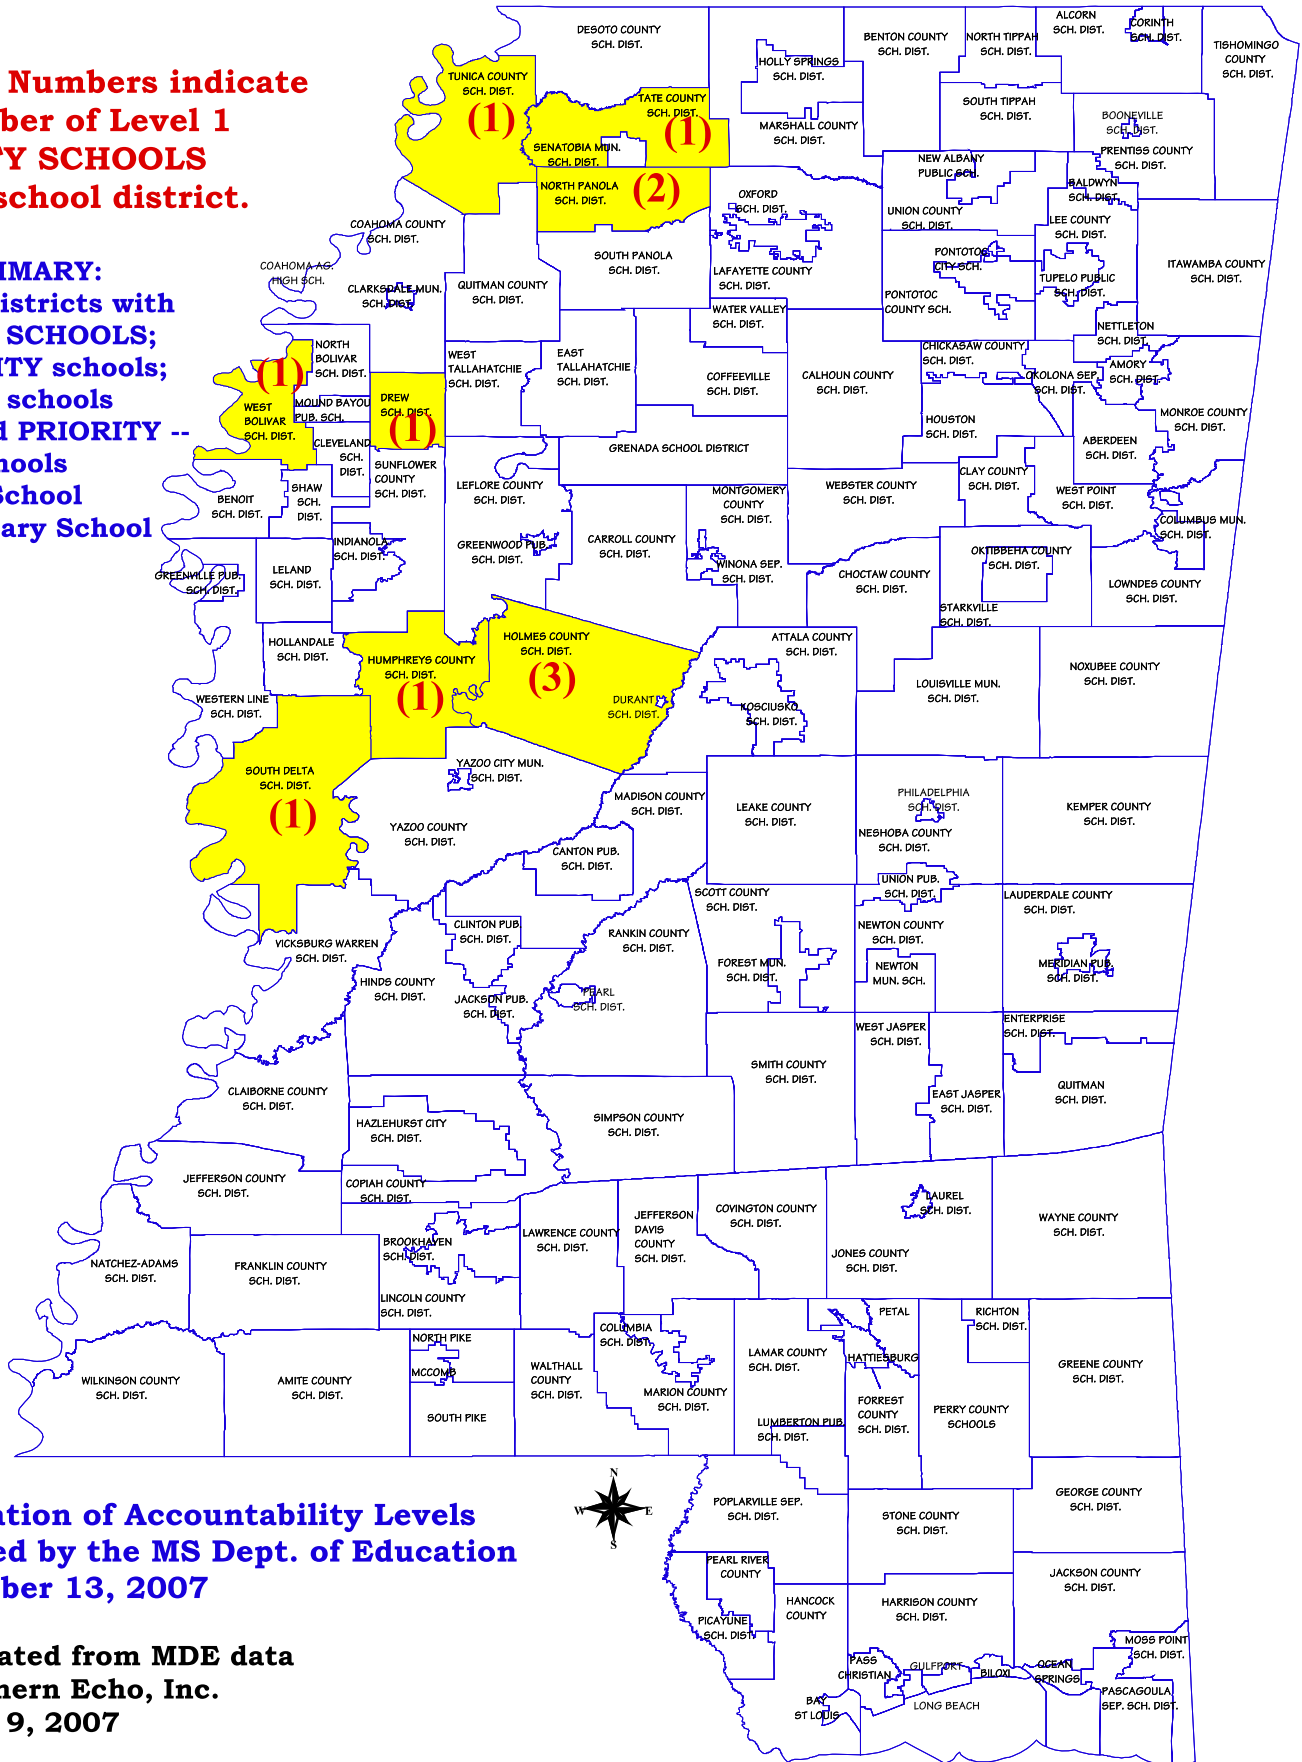 Numbers indicate
ber of Level 1
TY SCHOOLS
school district.
MMARY:
istricts with
SCHOOLS;
ITY schools;
schools
d PRIORITY --
hools
School
ary School
DESOTO COUNTY
SCH. DIST.
ALCORN
SCH. DIST.
CORINTH
SCH. DIST.
BENTON COUNTY
SCH. DIST.
NORTH TIPPAH
SCH. DIST.
TISHOMINGO
COUNTY
SCH. DIST.
HOLLY SPRINGS
SCH. DIST.
TUNICA COUNTY
SCH. DIST.
(1)
TATE COUNTY
SCH. DIST.
(1)
SOUTH TIPPAH
SCH. DIST.
BOONEVILLE
SCH. DIST.
MARSHALL COUNTY
SCH. DIST.
SENATOBIA MUN.
SCH. DIST.
PRENTISS COUNTY
SCH. DIST.
NEW ALBANY
PUBLIC SCH.
BALDWYN
SCH. DIST.
NORTH PANOLA
SCH. DIST.
(2)
OXFORD
SCH. DIST.
UNION COUNTY
SCH. DIST.
LEE COUNTY
SCH. DIST.
COAHOMA COUNTY
SCH. DIST.
SOUTH PANOLA
SCH. DIST.
PONTOTOC
CITY SCH.
COAHOMA AG.
HIGH SCH.
LAFAYETTE COUNTY
SCH. DIST.
TUPELO PUBLIC
SCH. DIST.
ITAWAMBA COUNTY
SCH. DIST.
CLARKSDALE MUN.
SCH. DIST.
QUITMAN COUNTY
SCH. DIST.
PONTOTOC
COUNTY SCH.
WATER VALLEY
SCH. DIST.
NETTLETON
SCH. DIST.
NORTH
BOLIVAR
SCH. DIST.
WEST
TALLAHATCHIE
SCH. DIST.
EAST
TALLAHATCHIE
SCH. DIST.
CHICKASAW COUNTY
SCH. DIST.
(1)
COFFEEVILLE
SCH. DIST.
CALHOUN COUNTY
SCH. DIST.
OKOLONA SEP.
SCH. DIST.
AMORY
SCH. DIST.
WEST
BOLIVAR
SCH. DIST.
MOUND BAYOU
PUB. SCH.
DREW
SCH. DIST.
(1)
HOUSTON
SCH. DIST.
MONROE COUNTY
SCH. DIST.
CLEVELAND
SCH.
DIST.
GRENADA SCHOOL DISTRICT
ABERDEEN
SCH. DIST.
SUNFLOWER
COUNTY
SCH. DIST.
CLAY COUNTY
SCH. DIST.
BENOIT
SCH. DIST.
SHAW
SCH.
DIST.
LEFLORE COUNTY
SCH. DIST.
MONTGOMERY
COUNTY
SCH. DIST.
WEBSTER COUNTY
SCH. DIST.
WEST POINT
SCH. DIST.
COLUMBUS MUN.
SCH. DIST.
INDIANOLA
SCH. DIST.
GREENWOOD PUB.
SCH. DIST.
CARROLL COUNTY
SCH. DIST.
OKTIBBEHA COUNTY
SCH. DIST.
GREENVILLE PUB.
SCH. DIST.
LELAND
SCH. DIST.
WINONA SEP.
SCH. DIST.
CHOCTAW COUNTY
SCH. DIST.
LOWNDES COUNTY
SCH. DIST.
STARKVILLE
SCH. DIST.
HOLLANDALE
SCH. DIST.
HOLMES COUNTY
SCH. DIST.
(3)
ATTALA COUNTY
SCH. DIST.
HUMPHREYS COUNTY
SCH. DIST.
(1)
NOXUBEE COUNTY
SCH. DIST.
LOUISVILLE MUN.
SCH. DIST.
WESTERN LINE
SCH. DIST.
DURANT
SCH. DIST.
KOSCIUSKO
SCH. DIST.
SOUTH DELTA
SCH. DIST.
(1)
YAZOO CITY MUN.
SCH. DIST.
MADISON COUNTY
SCH. DIST.
LEAKE COUNTY
SCH. DIST.
PHILADELPHIA
SCH. DIST.
KEMPER COUNTY
SCH. DIST.
YAZOO COUNTY
SCH. DIST.
NESHOBA COUNTY
SCH. DIST.
CANTON PUB.
SCH. DIST.
UNION PUB.
SCH. DIST.
SCOTT COUNTY
SCH. DIST.
LAUDERDALE COUNTY
SCH. DIST.
CLINTON PUB
SCH. DIST.
RANKIN COUNTY
SCH. DIST.
NEWTON COUNTY
SCH. DIST.
VICKSBURG WARREN
SCH. DIST.
FOREST MUN.
SCH. DIST.
NEWTON
MUN. SCH.
MERIDIAN PUB.
SCH. DIST.
HINDS COUNTY
SCH. DIST.
JACKSON PUB.
SCH. DIST.
PEARL
SCH. DIST.
WEST JASPER
SCH. DIST.
ENTERPRISE
SCH. DIST.
SMITH COUNTY
SCH. DIST.
CLAIBORNE COUNTY
SCH. DIST.
EAST JASPER
SCH. DIST.
QUITMAN
SCH. DIST.
HAZLEHURST CITY
SCH. DIST.
SIMPSON COUNTY
SCH. DIST.
JEFFERSON COUNTY
SCH. DIST.
COPIAH COUNTY
SCH. DIST.
LAUREL
SCH. DIST.
COVINGTON COUNTY
SCH. DIST.
JEFFERSON
DAVIS
COUNTY
SCH. DIST.
WAYNE COUNTY
SCH. DIST.
LAWRENCE COUNTY
SCH. DIST.
BROOKHAVEN
SCH. DIST.
JONES COUNTY
SCH. DIST.
NATCHEZ-ADAMS
SCH. DIST.
FRANKLIN COUNTY
SCH. DIST.
LINCOLN COUNTY
SCH. DIST.
PETAL
RICHTON
SCH. DIST.
COLUMBIA
SCH. DIST.
NORTH PIKE
LAMAR COUNTY
SCH. DIST.
HATTIESBURG
GREENE COUNTY
SCH. DIST.
WILKINSON COUNTY
SCH. DIST.
AMITE COUNTY
SCH. DIST.
MCCOMB
WALTHALL
COUNTY
SCH. DIST.
MARION COUNTY
SCH. DIST.
FORREST
COUNTY
SCH. DIST.
PERRY COUNTY
SCHOOLS
SOUTH PIKE
LUMBERTON PUB.
SCH. DIST.
N
W E
S
POPLARVILLE SEP.
SCH. DIST.
STONE COUNTY
SCH. DIST.
GEORGE COUNTY
SCH. DIST.
PEARL RIVER
COUNTY
JACKSON COUNTY
SCH. DIST.
HANCOCK
COUNTY
HARRISON COUNTY
SCH. DIST.
PICAYUNE
SCH. DIST.
MOSS POINT
SCH. DIST.
PASS
CHRISTIAN
GULFPORT
BILOXI
OCEAN
SPRINGS
BAY
ST LOUIS
LONG BEACH
PASCAGOULA
SEP. SCH. DIST.
ation of Accountability Levels
ed by the MS Dept. of Education
ber 13, 2007
ated from MDE data
hern Echo, Inc.
9, 2007